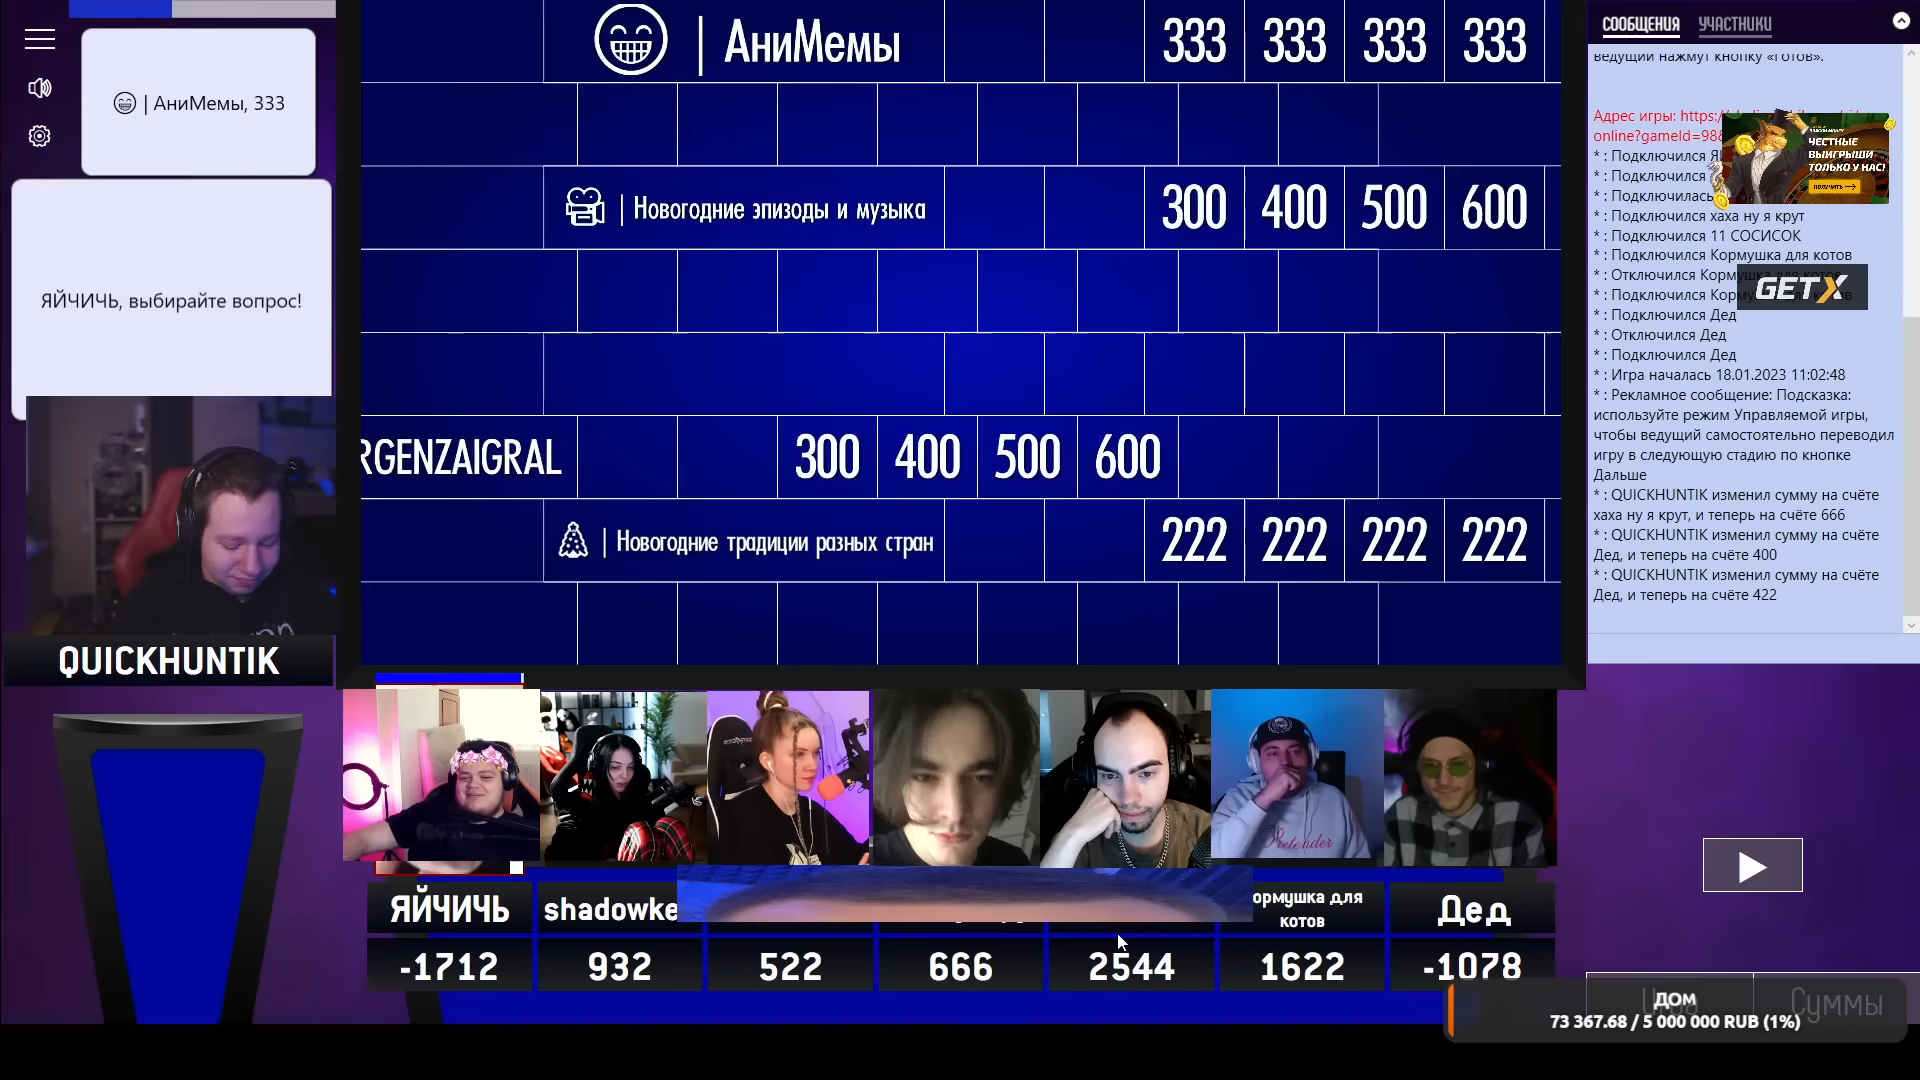 СООБЩЕНИЯ УЧАСТНИКИ
😁 | АниМемы, 333
ЯЙЧИЧЬ, выбирайте вопрос!
| АниМемы 333 333 333 333
| Новогодние эпизоды и музыка 300 400 500 600
RGENZAIGRAL 300 400 500 600
| Новогодние традиции разных стран 222 222 222 222
ведущий нажмут кнопку «Готов».
Адрес игры: https:/
online?gameId=98
* : Подключился
* : Подключился
* : Подключилась
* : Подключился хаха ну я крут
* : Подключился 11 СОСИСОК
* : Подключился Кормушка для котов
* : Отключился Кормушка для котов
* : Подключился Кормушка для котов
* : Подключился Дед
* : Отключился Дед
* : Подключился Дед
* : Игра началась 18.01.2023 11:02:48
* : Рекламное сообщение: Подсказка:
используйте режим Управляемой игры,
чтобы ведущий самостоятельно переводил
игру в следующую стадию по кнопке
Дальше
* : QUICKHUNTIK изменил сумму на счёте
хаха ну я крут, и теперь на счёте 666
* : QUICKHUNTIK изменил сумму на счёте
Дед, и теперь на счёте 400
* : QUICKHUNTIK изменил сумму на счёте
Дед, и теперь на счёте 422
ЧЕСТНЫЕ
ВЫИГРЫШИ
ТОЛЬКО У НАС!
ПОЛУЧИТЬ
GETX
QUICKHUNTIK
ЯЙЧИЧЬ shadowke ормушка для
котов Дед
-1712 932 522 666 2544 1622 -1078
Суммы
ДОМ
73 367.68 / 5 000 000 RUB (1%)